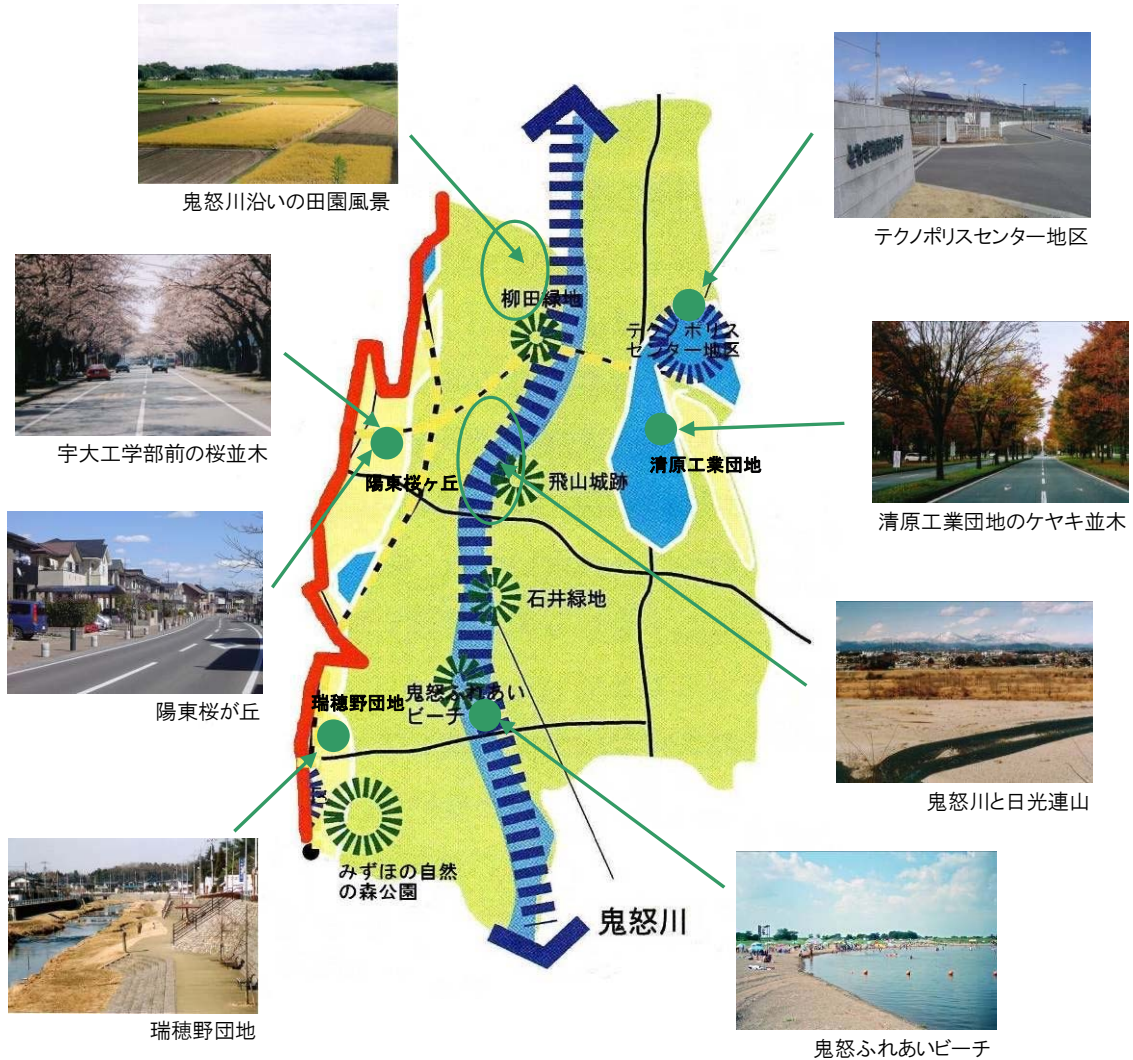 鬼怒川沿いの田園風景
テクノポリスセンター地区
柳田緑地
テクノポリス
センター地区
宇大工学部前の桜並木
陽東桜ヶ丘
飛山城跡
清原工業団地
清原工業団地のケヤキ並木
石井緑地
陽東桜が丘
瑞穂野団地
鬼怒ふれあい
ビーチ
鬼怒川と日光連山
みずほの自然
の森公園
鬼怒川
瑞穂野団地
鬼怒ふれあいビーチ